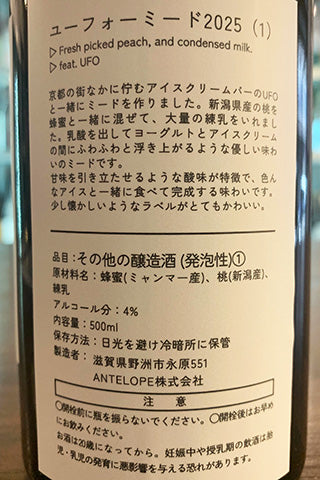 ユーフォーミード2025（1）
▷ Fresh picked peach, and condensed milk.
▷ feat. UFO
京都の街なかに佇むアイスクリームバーのUFO
と一緒にミードを作りました。新潟県産の桃を
蜂蜜と一緒に混ぜて、大量の練乳をいれまし
た。乳酸を出してヨーグルトとアイスクリーム
の間にふわふわと浮き上がるような優しい味わ
いのミードです。
甘味を引き立たせるような酸味が特徴で、色ん
なアイスと一緒に食べて完成する味わいです。
少し懐かしいようなラベルがとてもかわいい。
品目：その他の醸造酒 (発泡性)①
原材料名：蜂蜜(ミャンマー産)、桃(新潟産)、
練乳
アルコール分：4%
内容量：500ml
保存方法：日光を避け冷暗所に保管
製造者： 滋賀県野洲市永原551
ANTELOPE株式会社
注 意
◯開栓前に瓶を振らないでください。◯開栓後はお早め
にお飲みください。
お酒は20歳になってから。妊娠中や授乳期の飲酒は胎
児・乳児の発育に悪影響を与える恐れがあります。